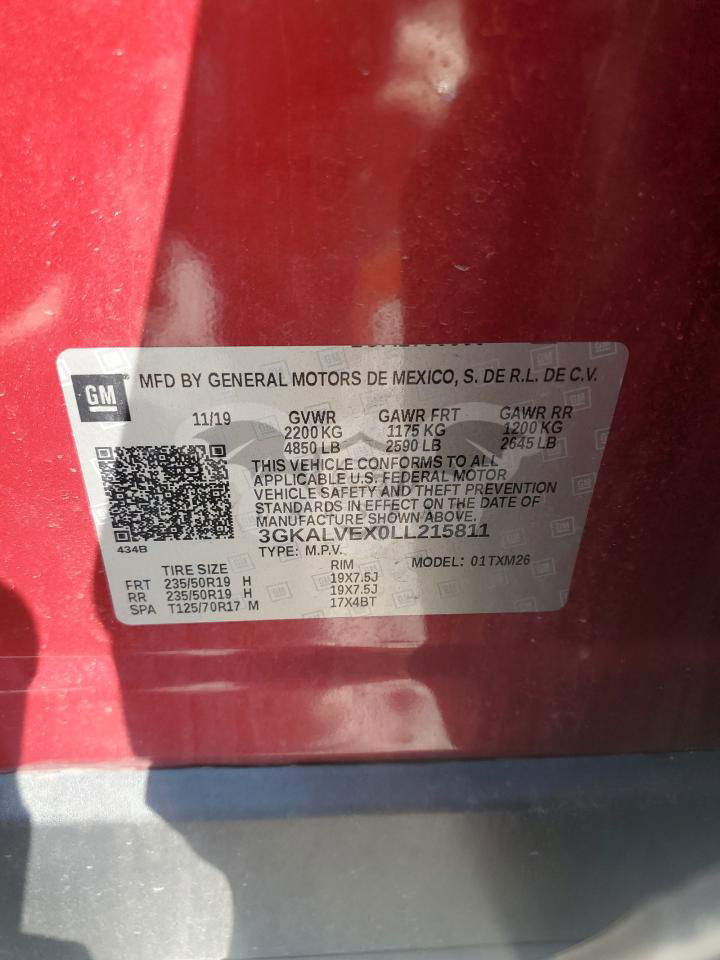 GM
MFD BY GENERAL MOTORS DE MEXICO, S. DE R.L. DE C.V.
11/19 GVWR GAWR FRT GAWR RR
2200 KG 1175 KG 1200 KG
4850 LB 2590 LB 2645 LB
THIS VEHICLE CONFORMS TO ALL
APPLICABLE U.S. FEDERAL MOTOR
VEHICLE SAFETY AND THEFT PREVENTION
STANDARDS IN EFFECT ON THE DATE OF
MANUFACTURE SHOWN ABOVE.
3GKALVEX0LL215811
434B
TYPE: M.P.V. MODEL: 01TXM26
TIRE SIZE RIM
FRT 235/50R19 H 19X7.5J
RR 235/50R19 H 19X7.5J
SPA T125/70R17 M 17X4BT